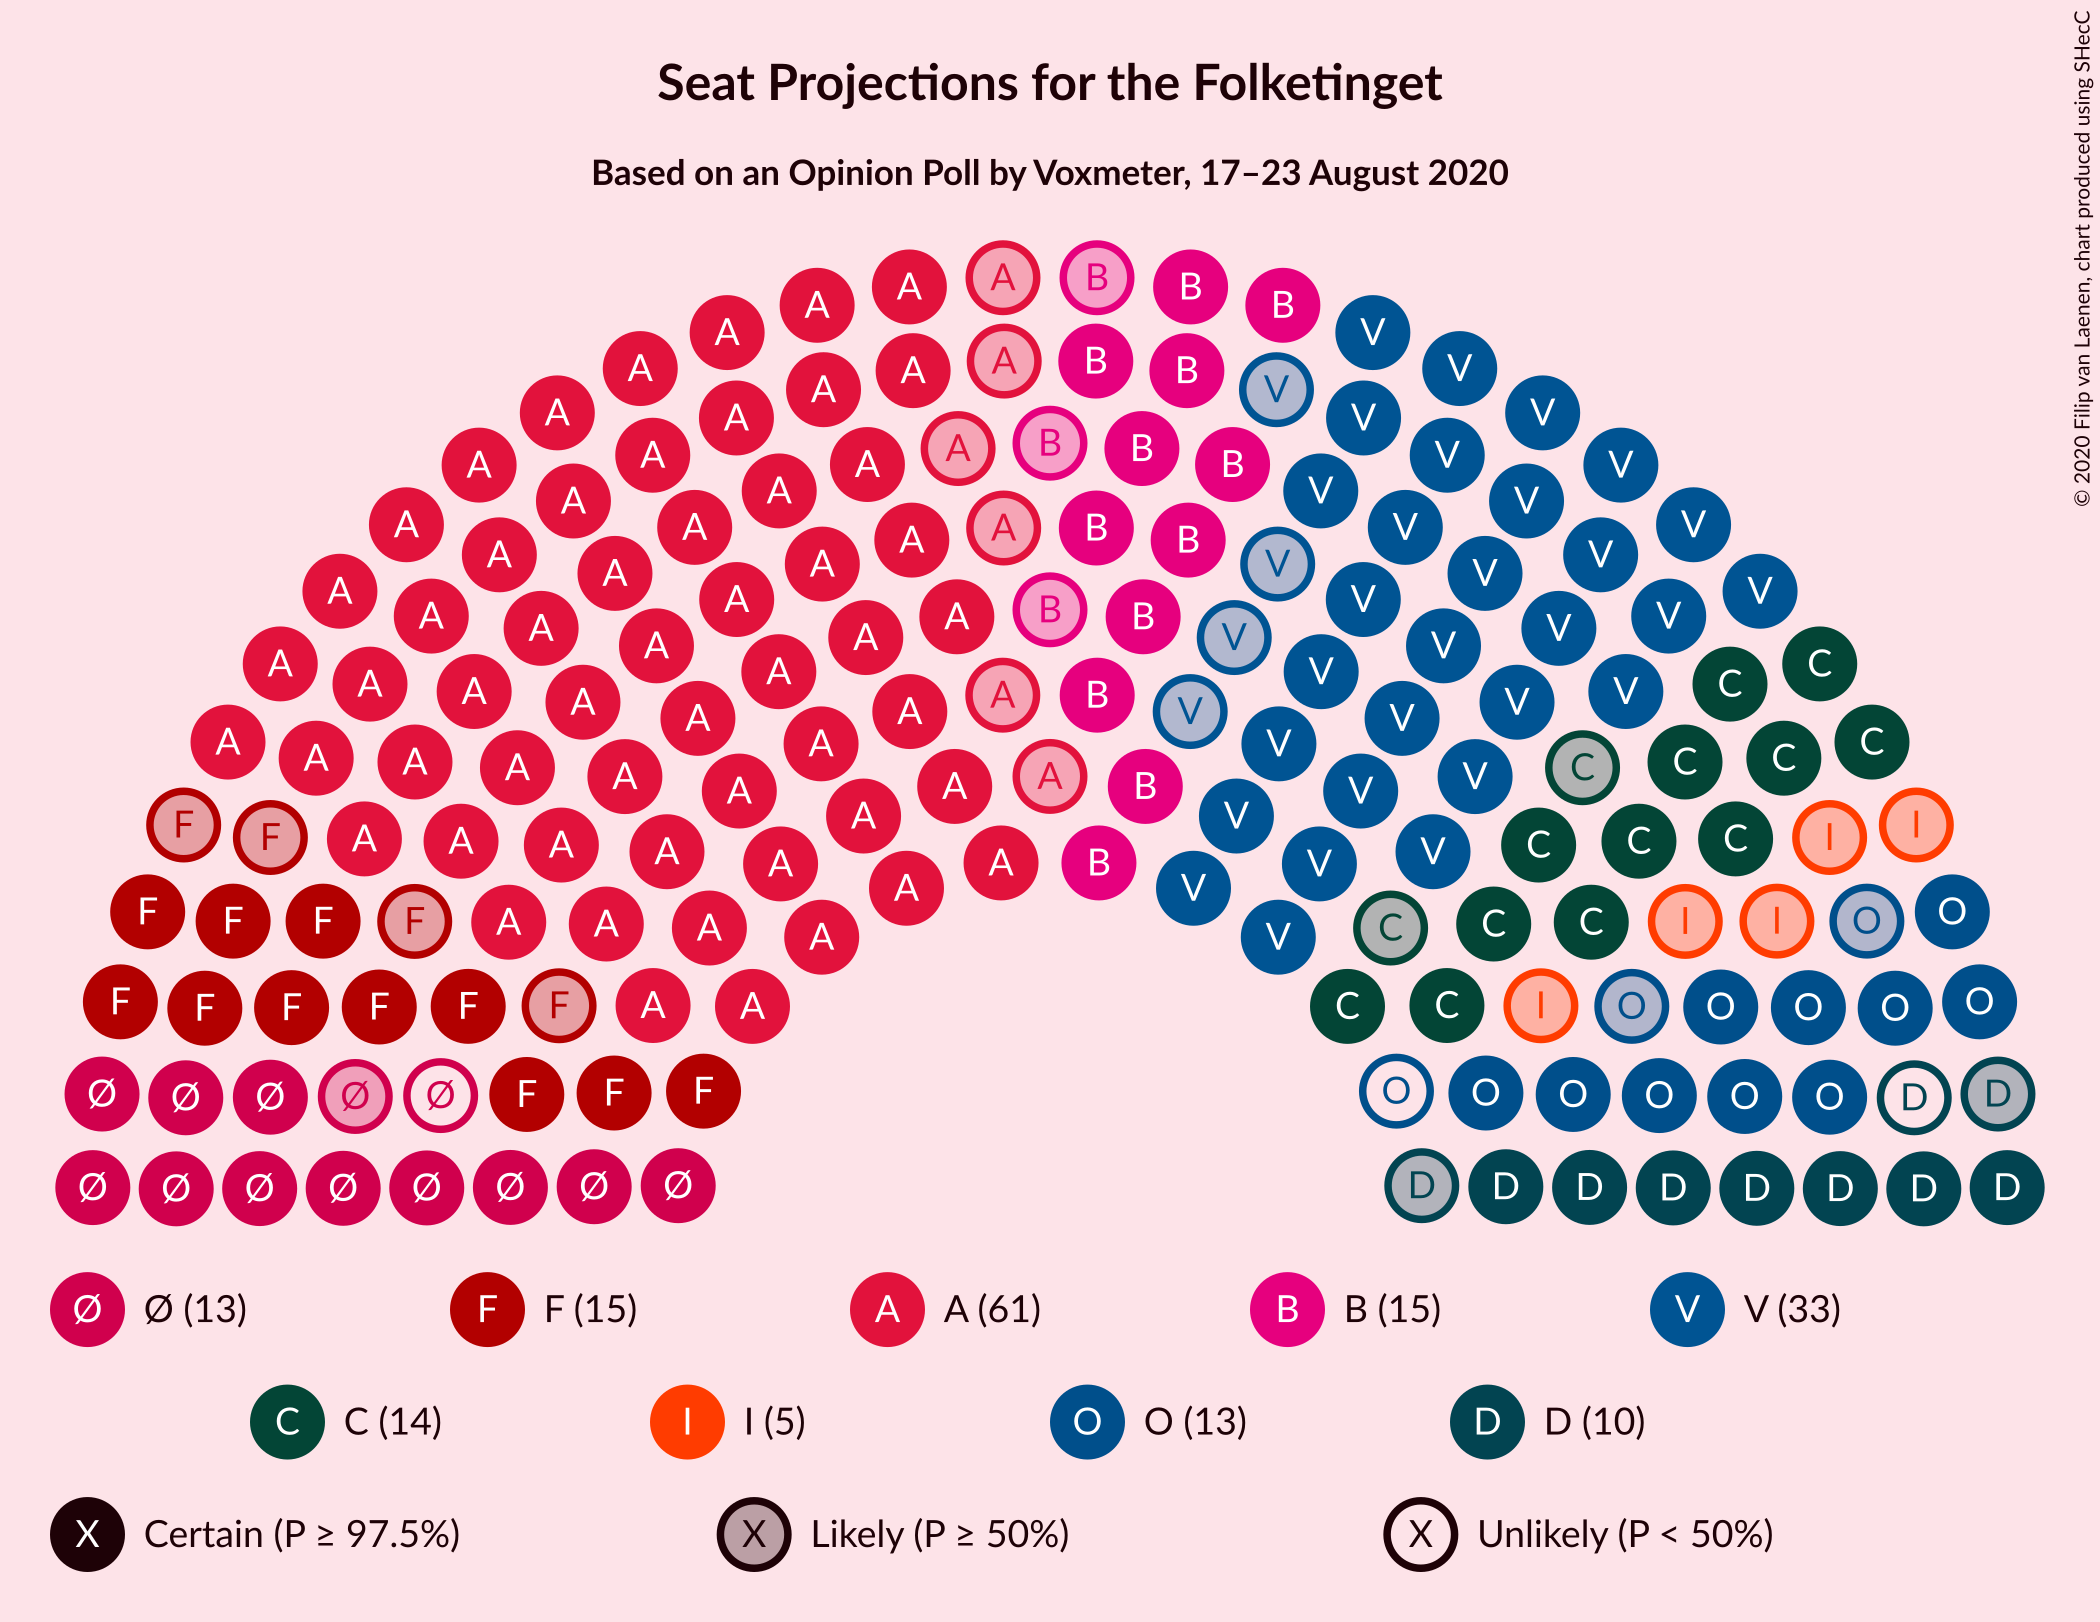 Seat Projections for the Folketinget
Based on an Opinion Poll by Voxmeter, 17–23 August 2020
© 2020 Filip van Laenen, chart produced using SHecC
A A A B B B
A V
A A A B B V
A V
A A V V
A A A A B B B V V
A A V V
A A A A B B V V
A A A V V V
A A V V
A A A A A B B V V V V
A A V C
A A A A A A B V V V V C
A A V C
A A A A A A A B V V C C C
F A V I
F A A A A A A B V V C C C I
A V
F F F F A A A A V C C C I I O O
F F F F F F A A C C I O O O O O
Ø Ø Ø Ø Ø F F F O O O O O O D D
Ø Ø Ø Ø Ø Ø Ø Ø D D D D D D D D
Ø Ø (13) F F (15) A A (61) B B (15) V V (33)
C C (14) I I (5) O O (13) D D (10)
X Certain (P ≥ 97.5%) X Likely (P ≥ 50%) X Unlikely (P < 50%)